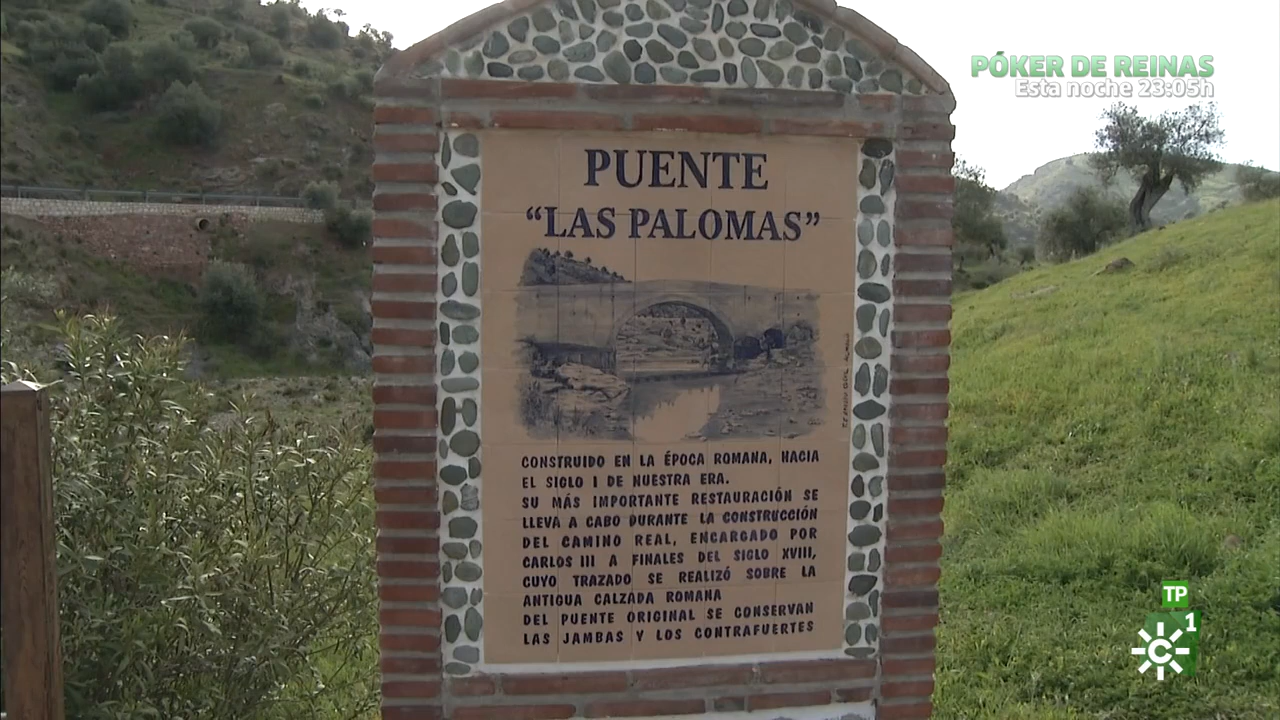 PÓKER DE REINAS
Esta noche 23:05h
PUENTE
“LAS PALOMAS”
CONSTRUIDO EN LA ÉPOCA ROMANA, HACIA
EL SIGLO I DE NUESTRA ERA.
SU MÁS IMPORTANTE RESTAURACIÓN SE
LLEVA A CABO DURANTE LA CONSTRUCCIÓN
DEL CAMINO REAL, ENCARGADO POR
CARLOS III A FINALES DEL SIGLO XVIII,
CUYO TRAZADO SE REALIZÓ SOBRE LA
ANTIGUA CALZADA ROMANA
DEL PUENTE ORIGINAL SE CONSERVAN
LAS JAMBAS Y LOS CONTRAFUERTES
TP
1